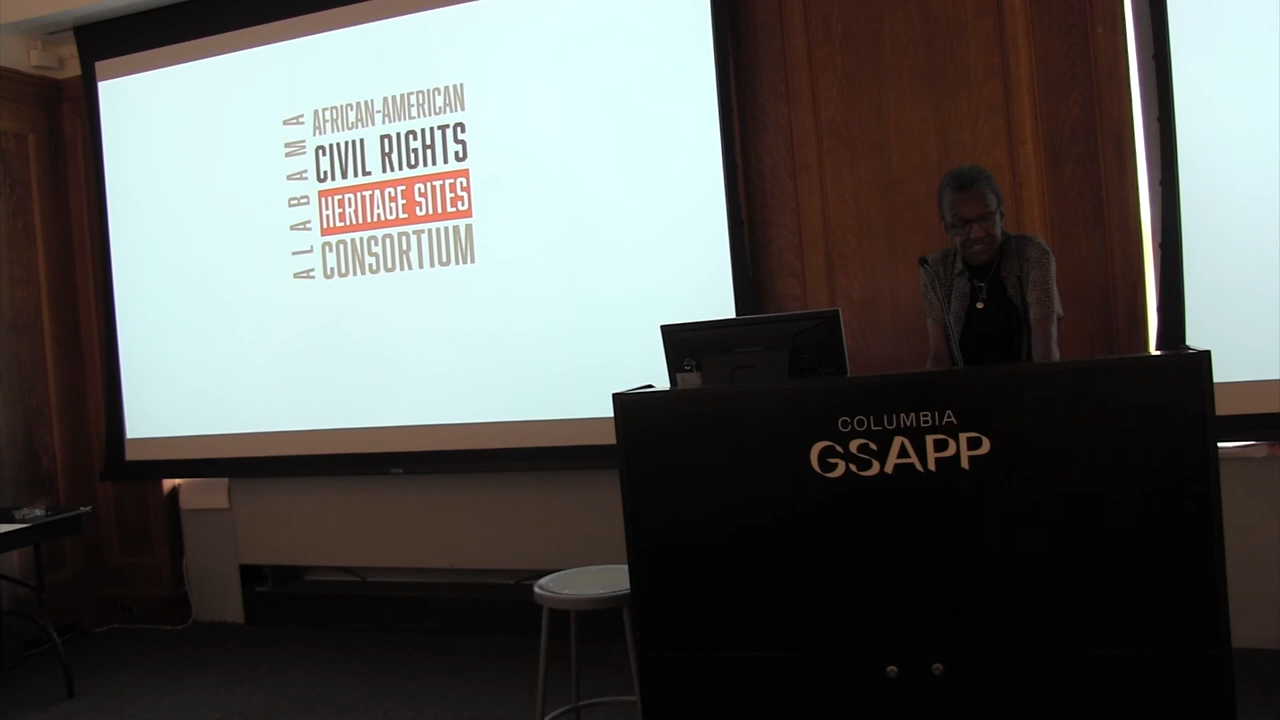 ALABAMA
AFRICAN-AMERICAN
CIVIL RIGHTS
HERITAGE SITES
CONSORTIUM
COLUMBIA
GSAPP